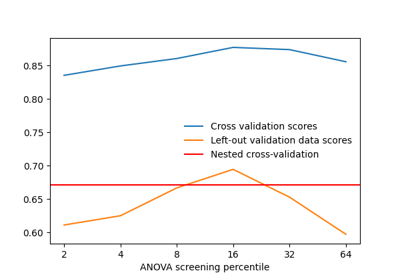 0.85
0.80
0.75
0.70
0.65
0.60
Cross validation scores
Left-out validation data scores
Nested cross-validation
2 4 8 16 32 64
ANOVA screening percentile